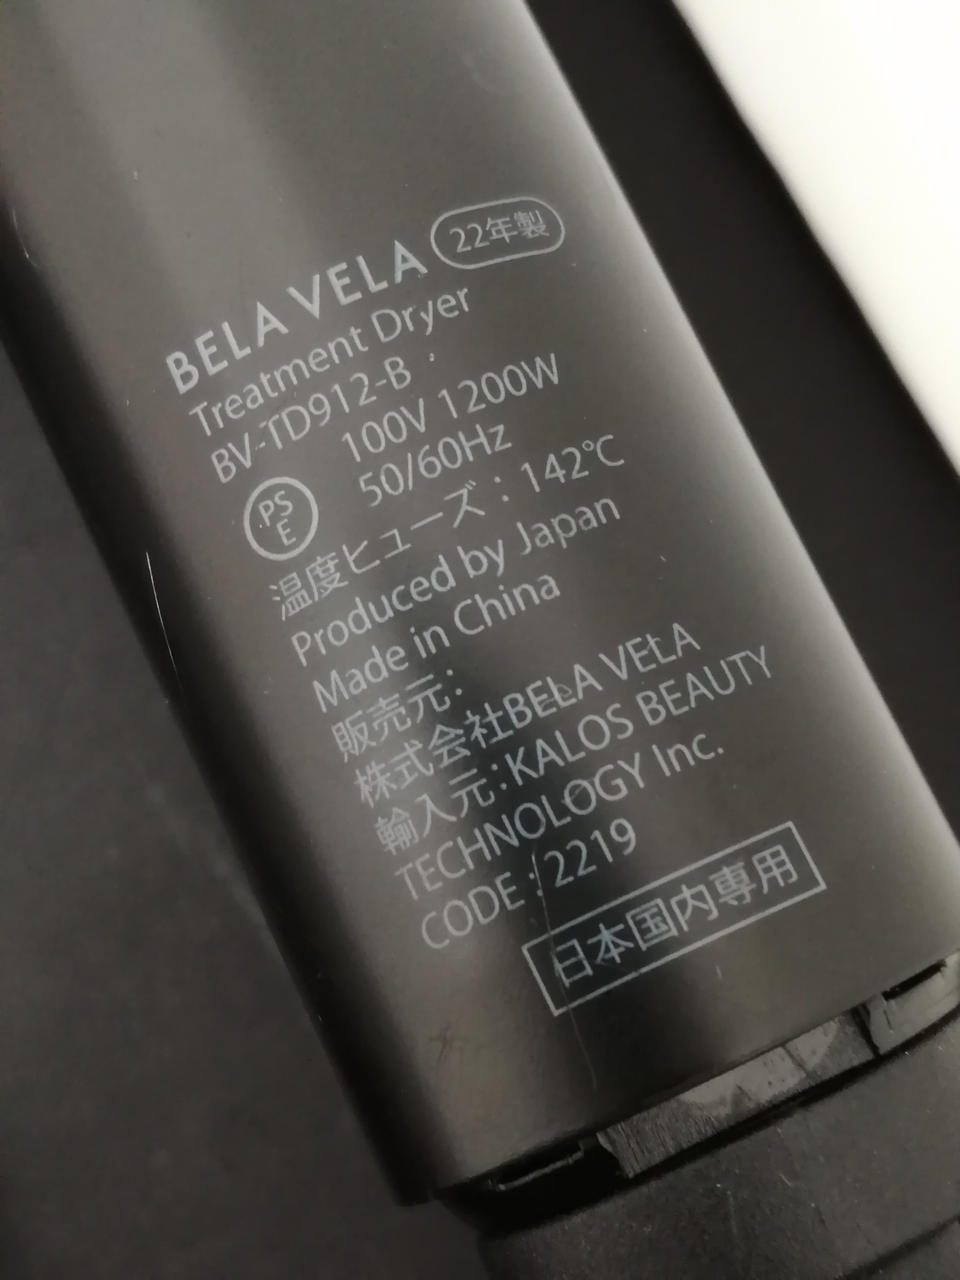 BELA VELA 22年製
Treatment Dryer
BV-TD912-B
100V 1200W
PS
E
50/60Hz
温度ヒューズ：142℃
Produced by Japan
Made in China
販売元：
株式会社BELA VELA
輸入元：KALOS BEAUTY
TECHNOLOGY Inc.
CODE：2219
日本国内専用